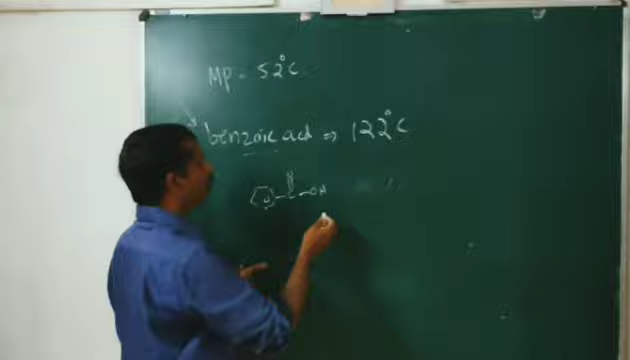 MP = 52°C
benzoic acid ⇒ 122°C
O
C-OH